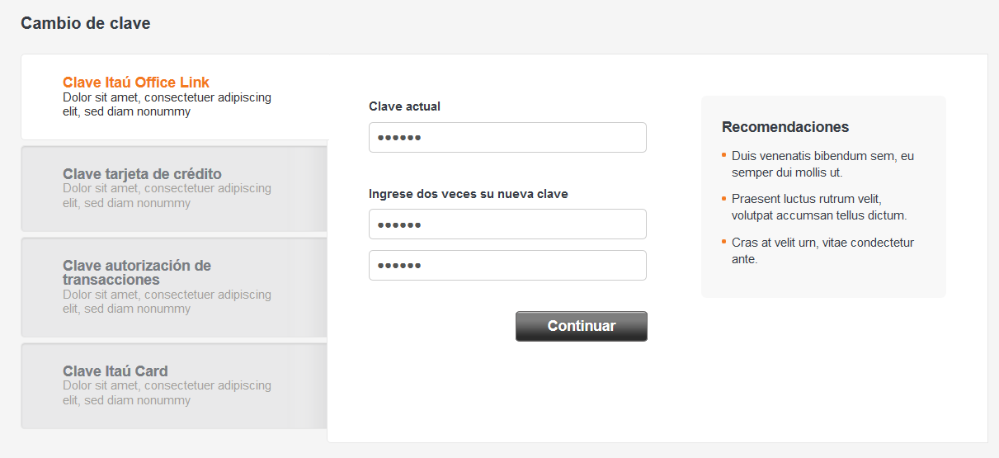 Cambio de clave
Clave Itaú Office Link
Dolor sit amet, consectetuer adipiscing
elit, sed diam nonummy
Clave tarjeta de crédito
Dolor sit amet, consectetuer adipiscing
elit, sed diam nonummy
Clave autorización de
transacciones
Dolor sit amet, consectetuer adipiscing
elit, sed diam nonummy
Clave Itaú Card
Dolor sit amet, consectetuer adipiscing
elit, sed diam nonummy
Clave actual
••••••
Ingrese dos veces su nueva clave
••••••
••••••
Continuar
Recomendaciones
• Duis venenatis bibendum sem, eu
semper dui mollis ut.
• Praesent luctus rutrum velit,
volutpat accumsan tellus dictum.
• Cras at velit urn, vitae condectetur
ante.